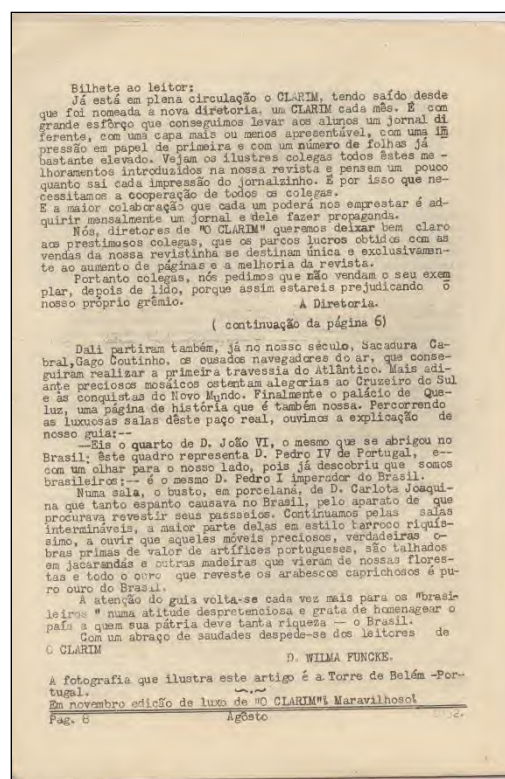 Bilhete ao leitor:
Já está em plena circulação o CLARIM, tendo saído desde
que foi nomeada a nova diretoria, um CLARIM cada mês. É com
grande esfôrço que conseguimos levar aos alunos um jornal di
ferente, com uma capa mais ou menos apresentável, com uma im
pressão em papel de primeira e com um número de folhas já
bastante elevado. Vejam os ilustres colegas todos êstes me -
lhoramentos introduzidos na nossa revista e pensem um pouco
quanto sai cada impressão do jornalzinho. É por isso que ne-
cessitamos a cooperação de todos os colegas.
E a maior colaboração que cada um poderá nos emprestar é ad-
quirir mensalmente um jornal e dele fazer propaganda.
Nós, diretores de "O CLARIM" queremos deixar bem claro
aos prestimosos colegas, que os parcos lucros obtidos com as
vendas da nossa revistinha se destinam única e exclusivamen-
te ao aumento de páginas e a melhoria da revista.
Portanto colegas, nós pedimos que não vendam o seu exem
plar, depois de lido, porque assim estareis prejudicando o
nosso próprio grêmio. A Diretoria.
( continuação da página 6)
Dali partiram também, já no nosso século, Sacadura Ca-
bral,Gago Coutinho, os ousados navegadores do ar, que conse-
guiram realizar a primeira travessia do Atlântico. Mais adi-
ante preciosos mosáicos ostentam alegorias ao Cruzeiro do Sul
e às conquistas do Novo Mundo. Finalmente o palácio de Que-
luz, uma página de história que é também nossa. Percorrendo
as luxuosas salas dêste paço real, ouvimos a explicação de
nosso guia:--
—Eis o quarto de D. João VI, o mesmo que se abrigou no
Brasil; êste quadro representa D. Pedro IV de Portugal, e--
com um olhar para o nosso lado, pois já descobriu que somos
brasileiros;-- é o mesmo D. Pedro I imperador do Brasil.
Numa sala, o busto, em porcelana, de D. Carlota Joaqui-
na que tanto espanto causava no Brasil, pelo aparato de que
procurava revestir seus passseios. Continuamos pelas salas
intermináveis, a maior parte delas em estilo barroco riquís-
simo, a ouvir que aqueles móveis preciosos, verdadeiras o-
bras primas de valor de artífices portugueses, são talhados
em jacarandás e outras madeiras que vieram de nossas flores-
tas e todo o ouro que reveste os arabescos caprichosos é pu-
ro ouro do Brasil.
A atenção do guia volta-se cada vez mais para os "brasi-
leiros " numa atitude despretenciosa e grata de homenagear o
país a quem sua pátria deve tanta riqueza — o Brasil.
Com um abraço de saudades despede-se dos leitores de
O CLARIM
D. WILMA FUNCKE.
A fotografia que ilustra este artigo é a Torre de Belém -Por-
tugal.
Em novembro edição de luxo de "O CLARIM"! Maravilhoso!
Pag. 8 Agôsto